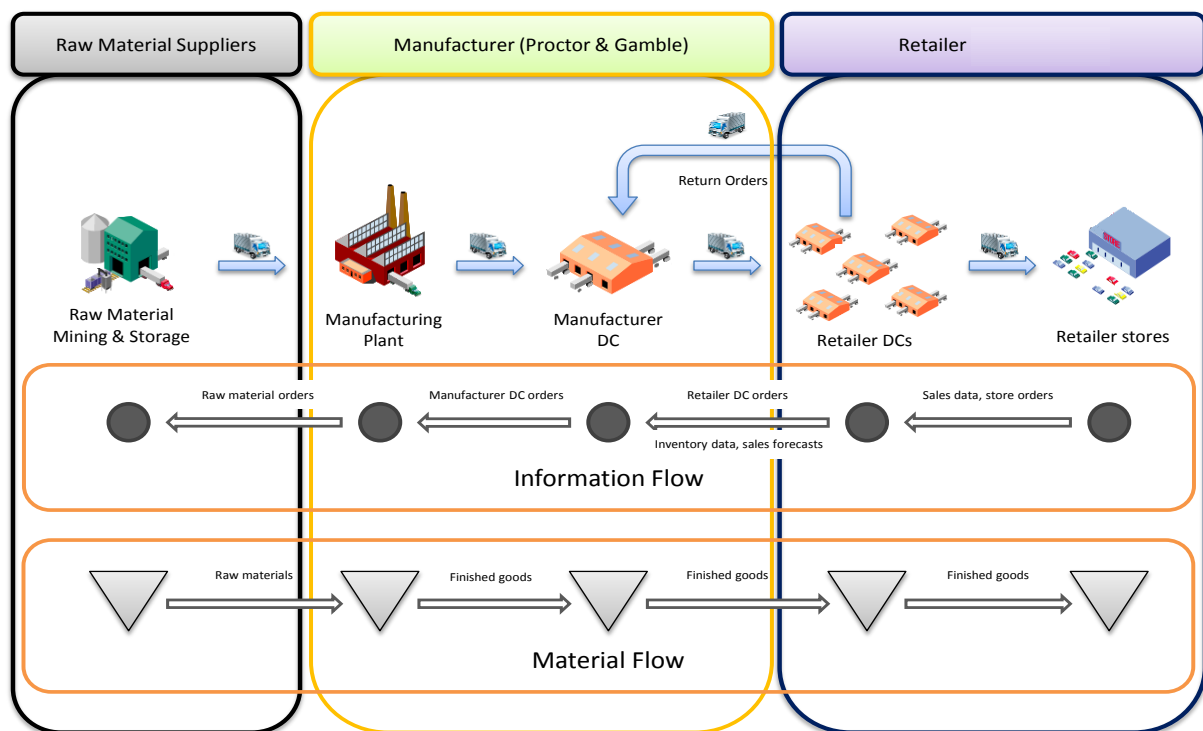 Raw Material Suppliers
Manufacturer (Proctor & Gamble)
Retailer
Return Orders
STORE
Raw Material
Mining & Storage
Manufacturing
Plant
Manufacturer
DC
Retailer DCs
Retailer stores
Raw material orders
Manufacturer DC orders
Retailer DC orders
Sales data, store orders
Inventory data, sales forecasts
Information Flow
Raw materials
Finished goods
Finished goods
Finished goods
Material Flow